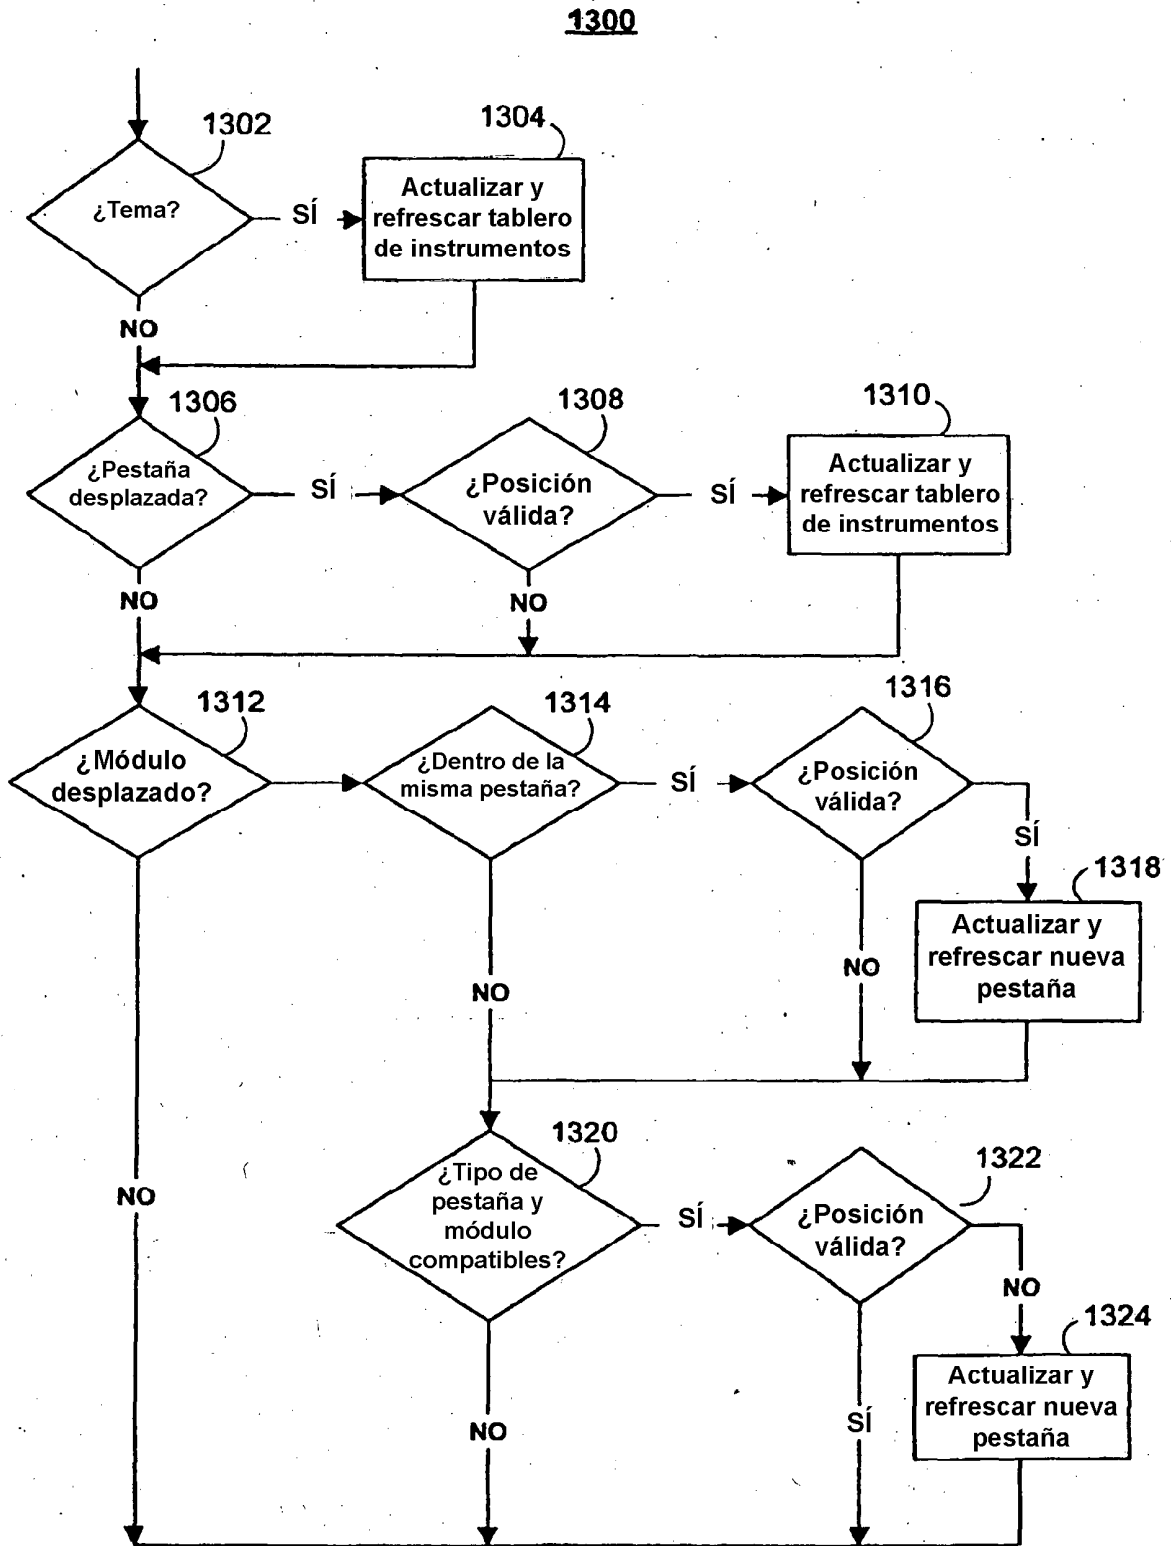 1300
1302
1304
¿Tema?
SÍ
Actualizar y
refrescar tablero
de instrumentos
NO
1306
1308
1310
¿Pestaña
desplazada?
SÍ
¿Posición
válida?
SÍ
Actualizar y
refrescar tablero
de instrumentos
NO
NO
1312
1314
1316
¿Módulo
desplazado?
¿Dentro de la
misma pestaña?
SÍ
¿Posición
válida?
SÍ
1318
Actualizar y
refrescar nueva
pestaña
NO
NO
1320
1322
¿Tipo de
pestaña y
módulo
compatibles?
SÍ
¿Posición
válida?
NO
NO
1324
Actualizar y
refrescar nueva
pestaña
NO
SÍ